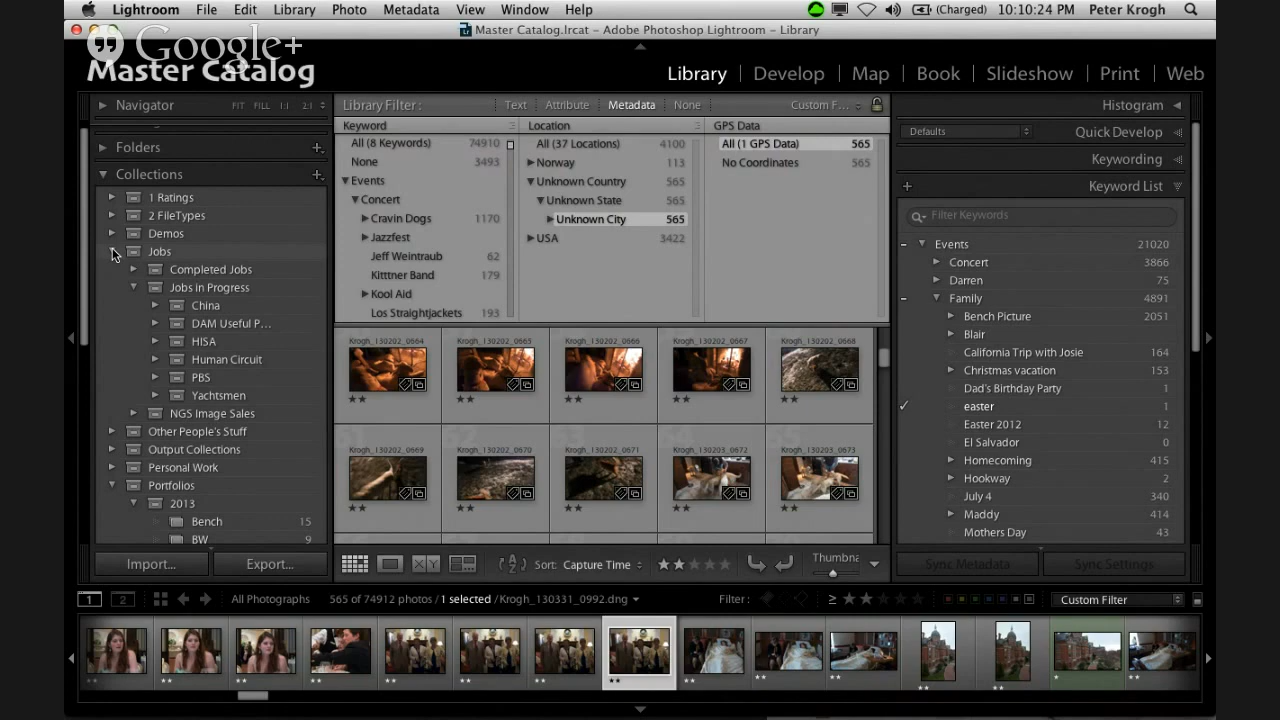 Lightroom File Edit Library Photo Metadata View Window Help (Charged) 10:10:24 PM Peter Krogh
Master Catalog.lrcat – Adobe Photoshop Lightroom – Library
Google+
Master Catalog
Library | Develop | Map | Book | Slideshow | Print | Web
Navigator FIT FILL 1:1 2:1
Folders
Collections
1 Ratings
2 FileTypes
Demos
Jobs
Completed Jobs
Jobs in Progress
China
DAM Useful P...
HISA
Human Circuit
PBS
Yachtsmen
NGS Image Sales
Other People's Stuff
Output Collections
Personal Work
Portfolios
2013
Bench 15
BW 9
Import... Export...
Library Filter : Text Attribute Metadata None Custom F...
Keyword
All (8 Keywords) 74910
None 3493
Events
Concert
Cravin Dogs 1170
Jazzfest
Jeff Weintraub 62
Kitttner Band 179
Kool Aid
Los Straightjackets 193
Location
All (37 Locations) 4100
Norway 113
Unknown Country 565
Unknown State 565
Unknown City 565
USA 3422
GPS Data
All (1 GPS Data) 565
No Coordinates 565
Krogh_130202_0664 Krogh_130202_0665 Krogh_130202_0666 Krogh_130202_0667 Krogh_130202_0668
Krogh_130202_0669 Krogh_130202_0670 Krogh_130202_0671 Krogh_130203_0672 Krogh_130203_0673
Sort: Capture Time Thumbna
Histogram
Defaults Quick Develop
Keywording
Keyword List
Filter Keywords
Events 21020
Concert 3866
Darren 75
Family 4891
Bench Picture 2051
Blair
California Trip with Josie 164
Christmas vacation 153
Dad's Birthday Party 1
easter 1
Easter 2012 12
El Salvador 0
Homecoming 415
Hookway 2
July 4 340
Maddy 414
Mothers Day 43
Sync Metadata Sync Settings
1 2 All Photographs 565 of 74912 photos / 1 selected / Krogh_130331_0992.dng Filter : Custom Filter